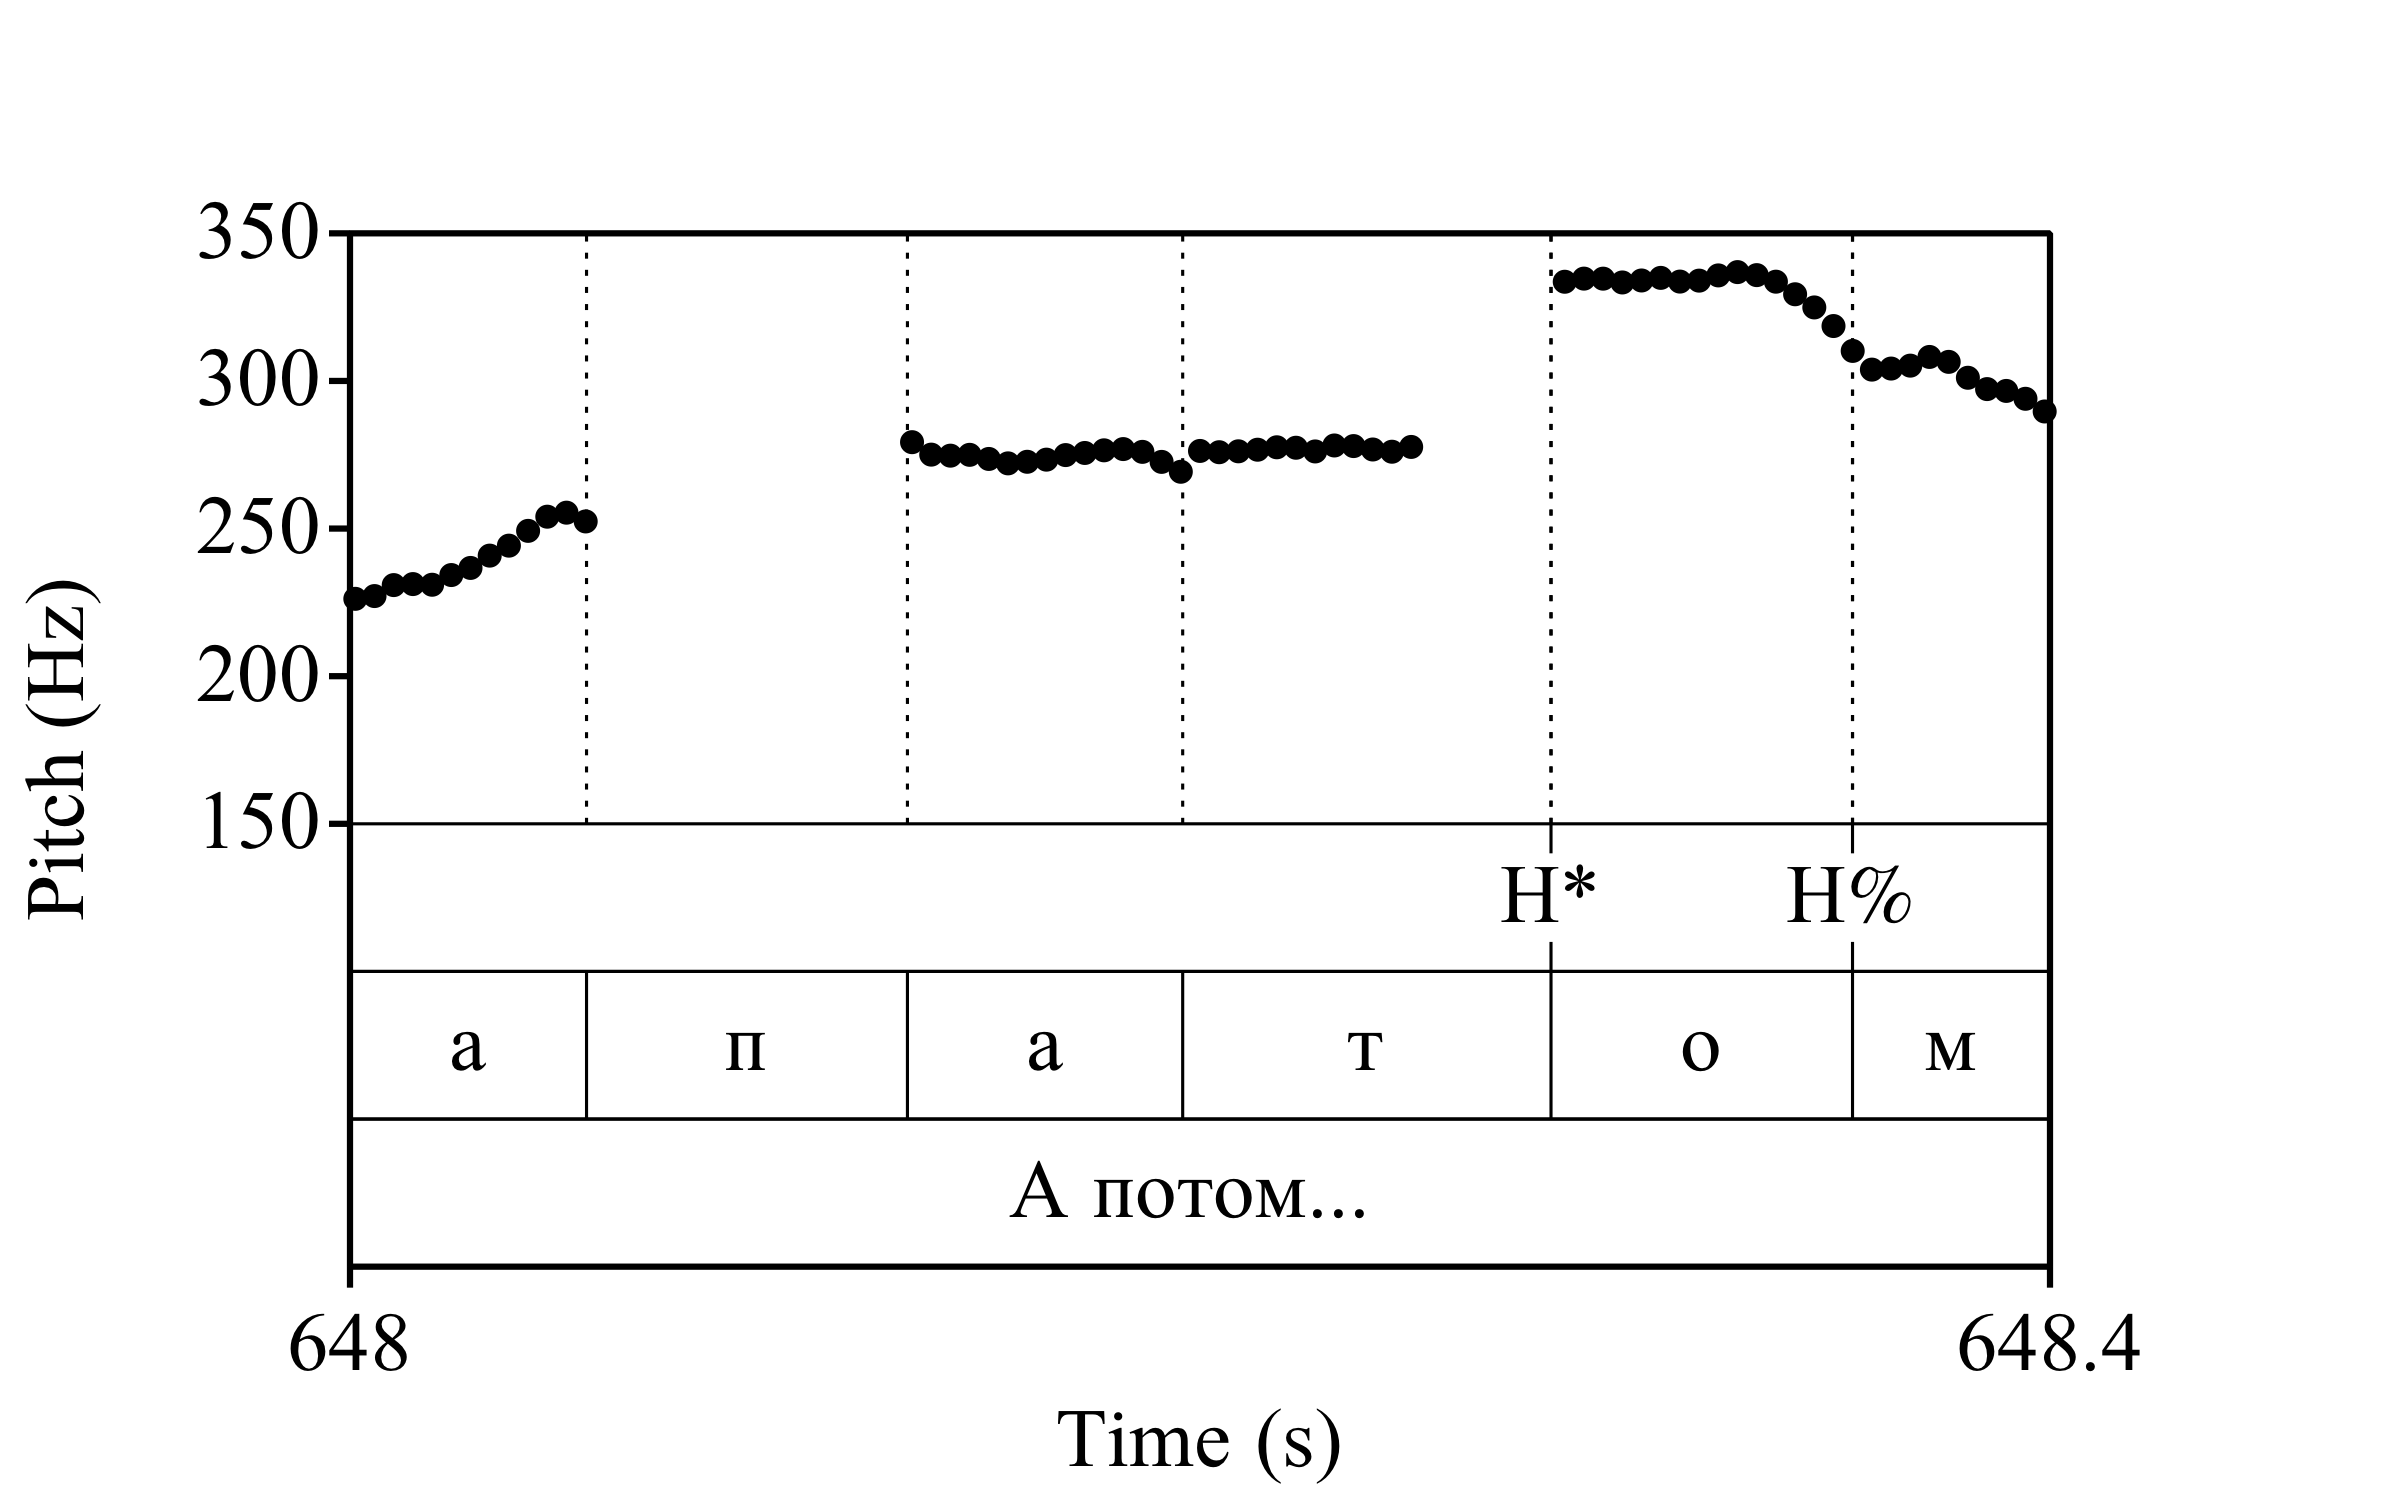 350
300
250
200
150
Pitch (Hz)
H* H%
а п а т о м
А потом...
648 648.4
Time (s)